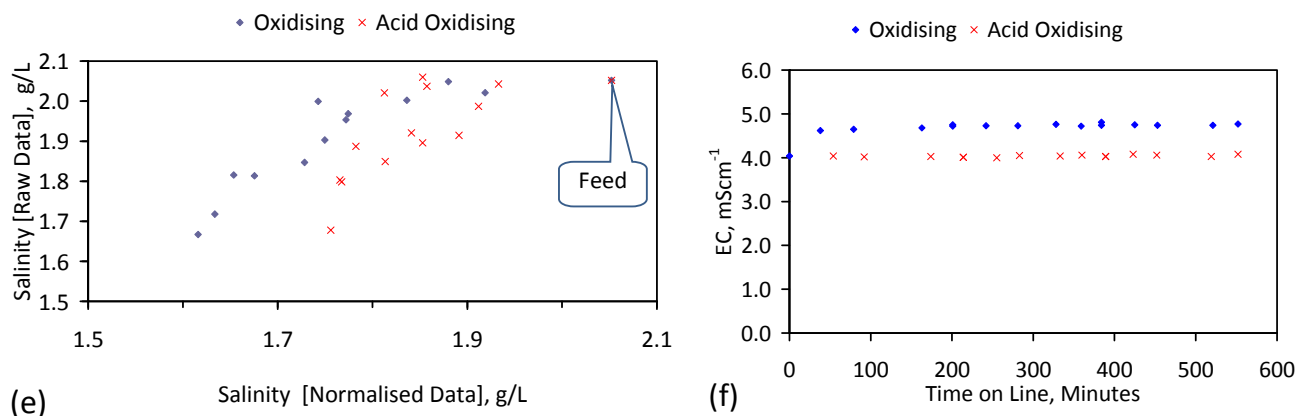 Oxidising Acid Oxidising
Salinity [Raw Data], g/L
2.1
2.0
1.9
1.8
1.7
1.6
1.5
Feed
1.5 1.7 1.9 2.1
Salinity [Normalised Data], g/L
(e)
Oxidising Acid Oxidising
EC, mScm-1
6.0
5.0
4.0
3.0
2.0
1.0
0.0
0 100 200 300 400 500 600
Time on Line, Minutes
(f)